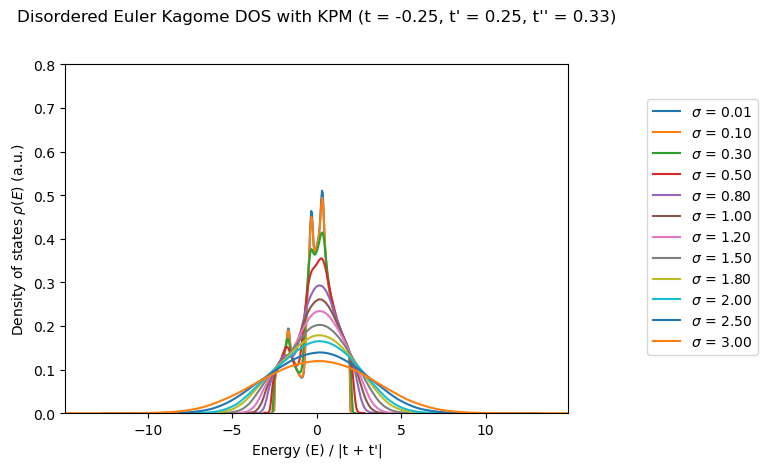 Disordered Euler Kagome DOS with KPM (t = -0.25, t' = 0.25, t'' = 0.33)
0.8
0.7
0.6
0.5
0.4
0.3
0.2
0.1
0.0
Density of states ρ(E) (a.u.)
−10
−5
0
5
10
Energy (E) / |t + t'|
σ = 0.01
σ = 0.10
σ = 0.30
σ = 0.50
σ = 0.80
σ = 1.00
σ = 1.20
σ = 1.50
σ = 1.80
σ = 2.00
σ = 2.50
σ = 3.00